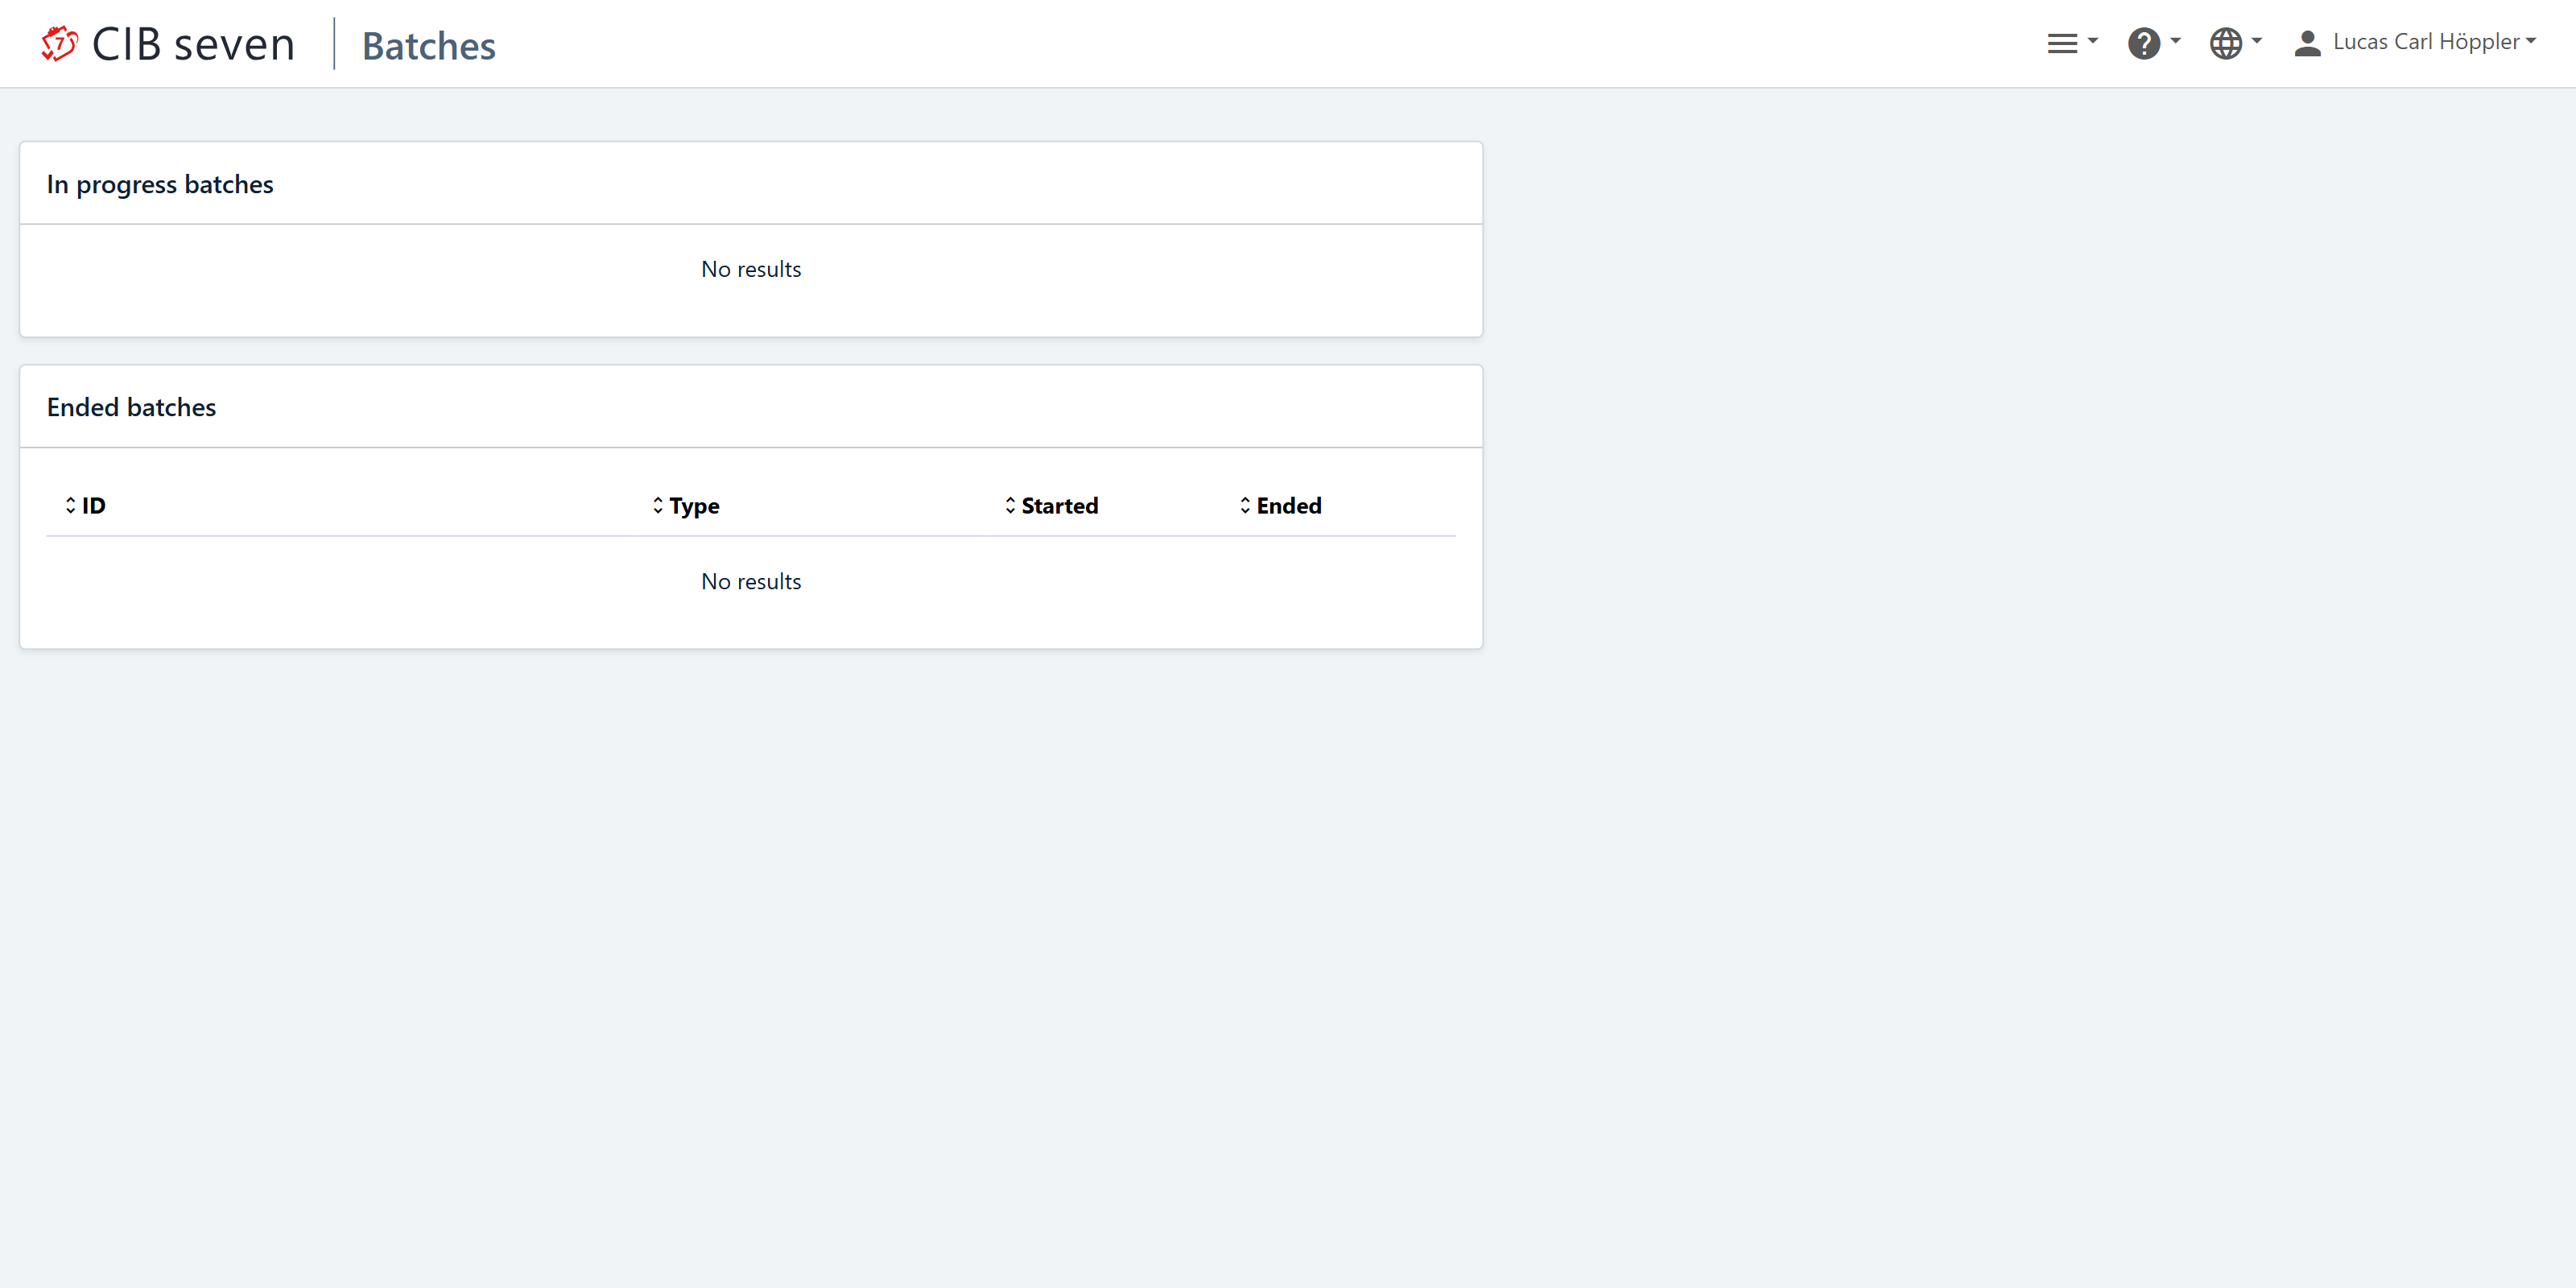 7 CIB seven Batches Lucas Carl Höppler
In progress batches
No results
Ended batches
ID Type Started Ended
No results